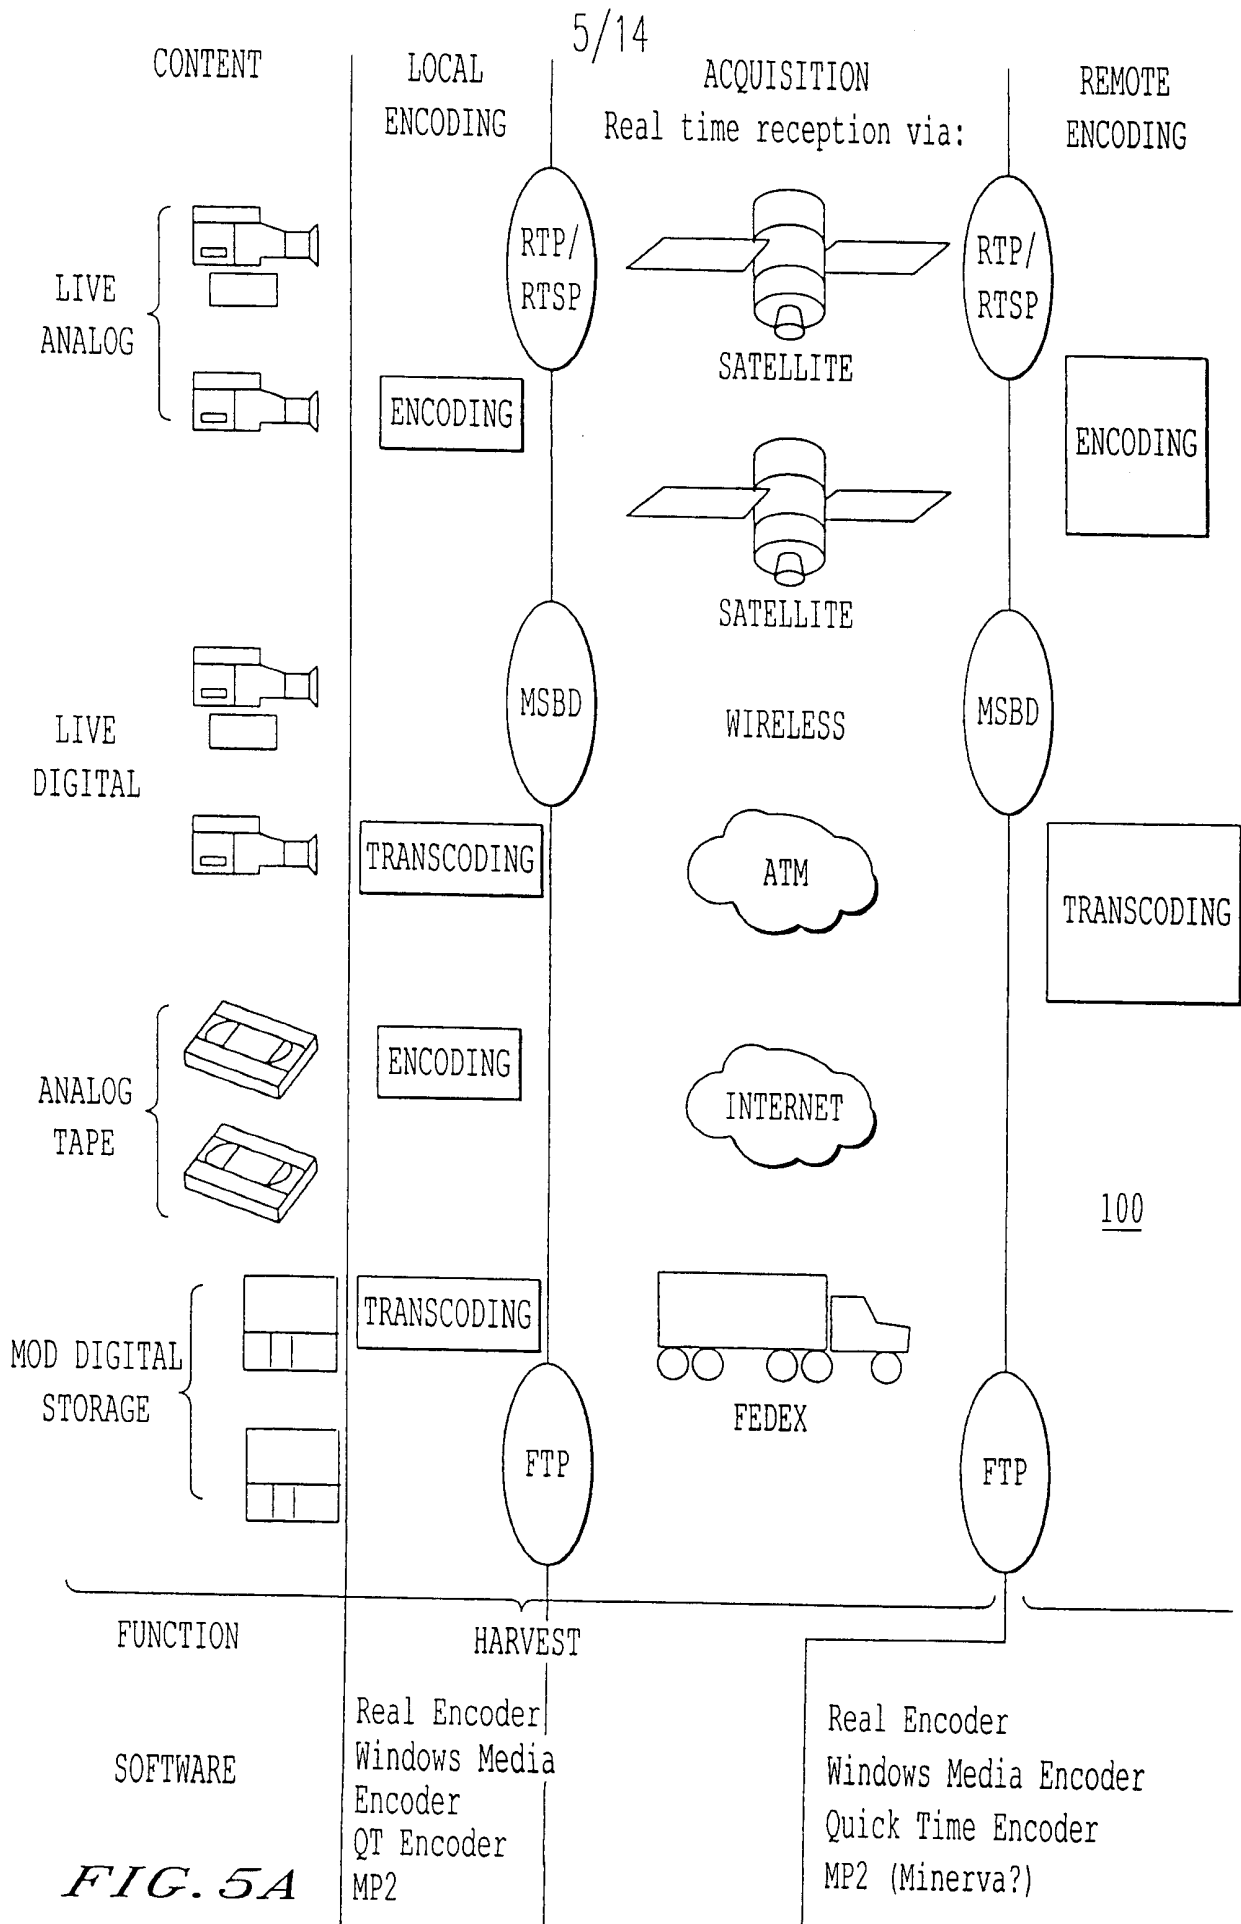 5/14
CONTENT
LOCAL
ENCODING
ACQUISITION
Real time reception via:
REMOTE
ENCODING
LIVE
ANALOG
RTP/
RTSP
SATELLITE
RTP/
RTSP
ENCODING
ENCODING
SATELLITE
LIVE
DIGITAL
MSBD
WIRELESS
MSBD
TRANSCODING
ATM
TRANSCODING
ANALOG
TAPE
ENCODING
INTERNET
100
MOD DIGITAL
STORAGE
TRANSCODING
FEDEX
FTP
FTP
FUNCTION
HARVEST
SOFTWARE
Real Encoder
Windows Media
Encoder
QT Encoder
MP2
Real Encoder
Windows Media Encoder
Quick Time Encoder
MP2 (Minerva?)
FIG. 5A